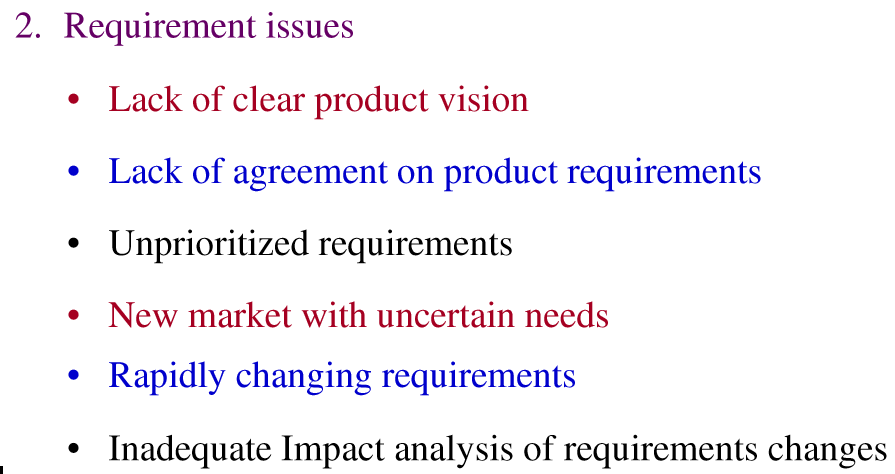 2. Requirement issues
• Lack of clear product vision
• Lack of agreement on product requirements
• Unprioritized requirements
• New market with uncertain needs
• Rapidly changing requirements
• Inadequate Impact analysis of requirements changes